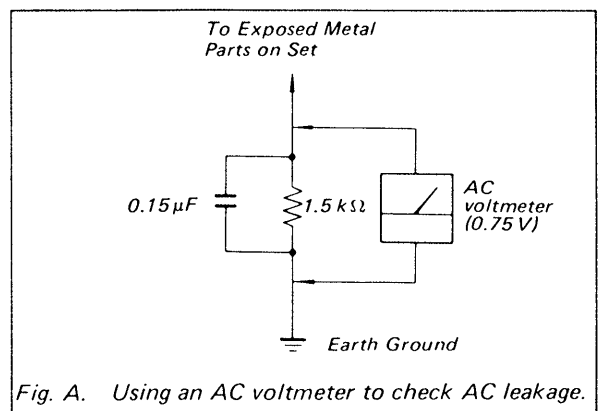 To Exposed Metal
Parts on Set
0.15µF
1.5 kΩ
AC
voltmeter
(0.75 V)
Earth Ground
Fig. A. Using an AC voltmeter to check AC leakage.